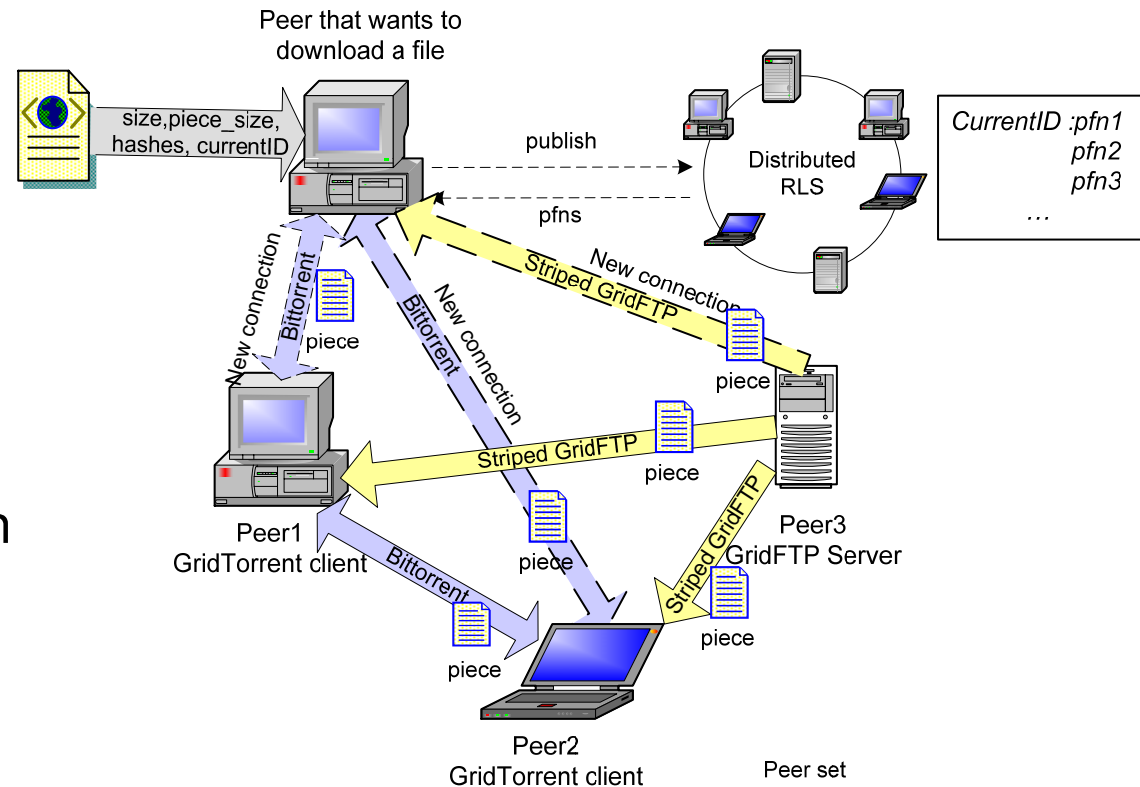 Peer that wants to
download a file
size,piece_size,
hashes, currentID
publish
pfns
Distributed
RLS
CurrentID :pfn1
pfn2
pfn3
...
New connection
Bittorrent
piece
New connection
Bittorrent
piece
New connection
Striped GridFTP
piece
Striped GridFTP
piece
Striped GridFTP
piece
Bittorrent
piece
n
Peer1
GridTorrent client
Peer3
GridFTP Server
Peer2
GridTorrent client
Peer set